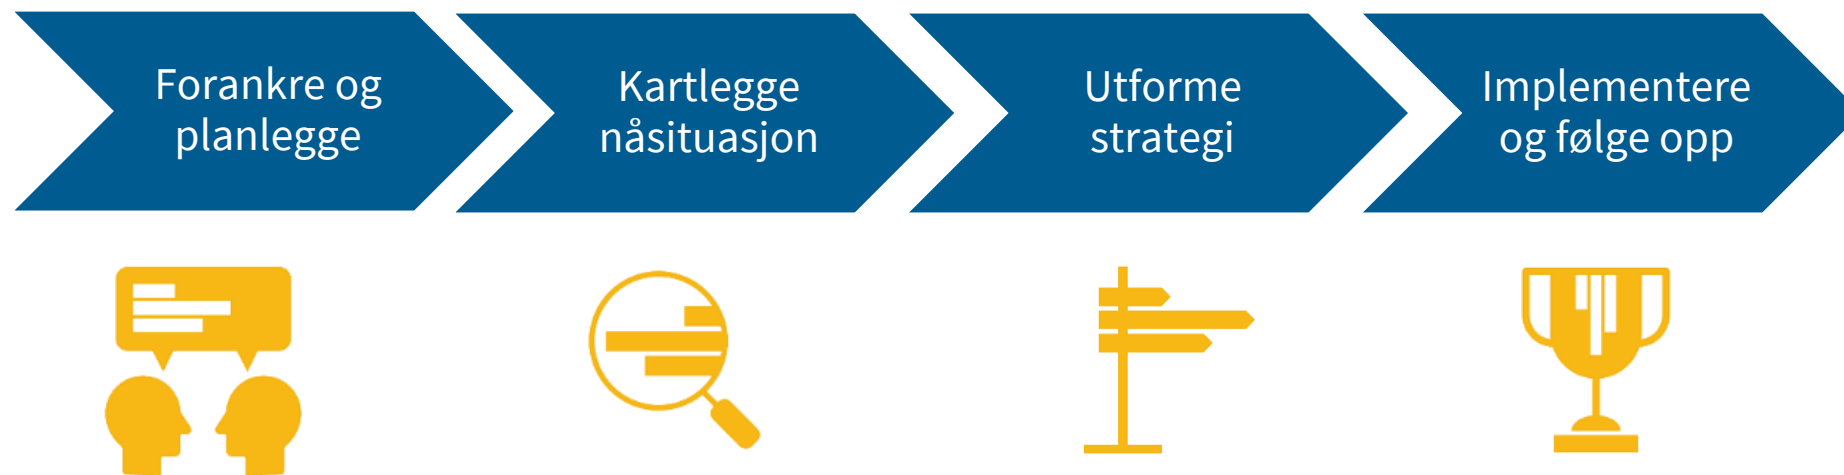 Forankre og
planlegge
Kartlegge
nåsituasjon
Utforme
strategi
Implementere
og følge opp